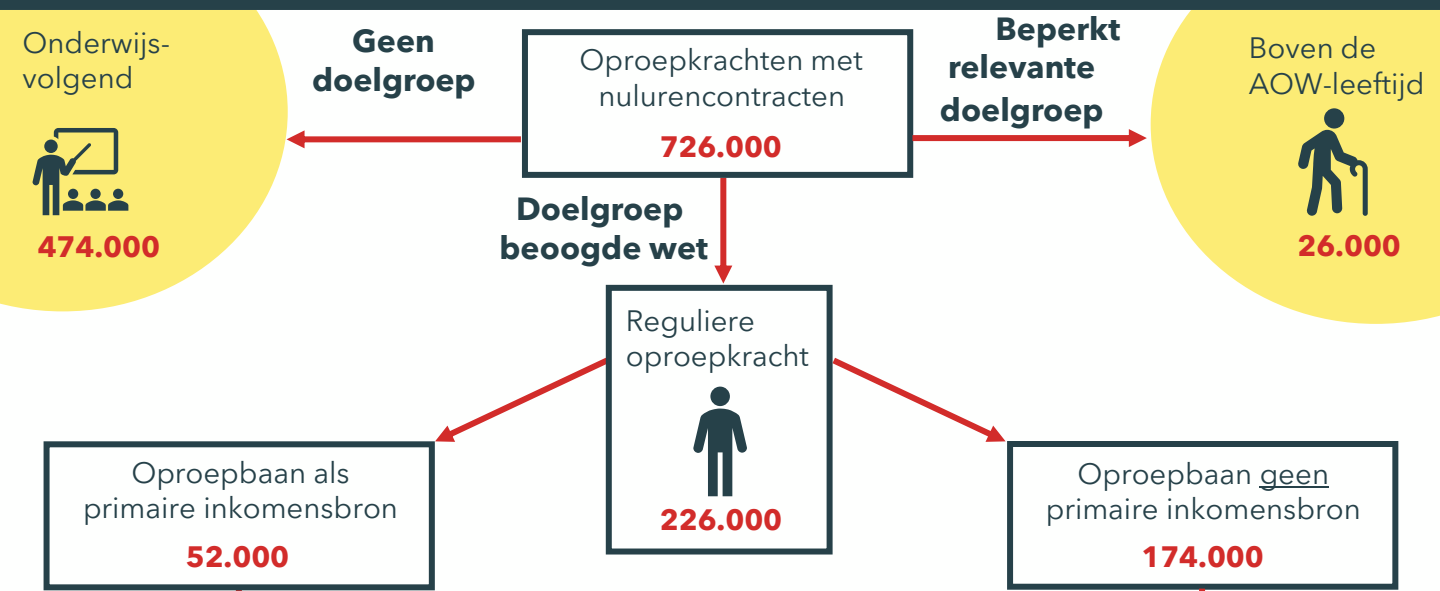 Onderwijs-
volgend
474.000
Geen
doelgroep
Oproepkrachten met
nulurencontracten
726.000
Beperkt
relevante
doelgroep
Boven de
AOW-leeftijd
26.000
Doelgroep
beoogde wet
Reguliere
oproepkracht
226.000
Oproepbaan als
primaire inkomensbron
52.000
Oproepbaan geen
primaire inkomensbron
174.000